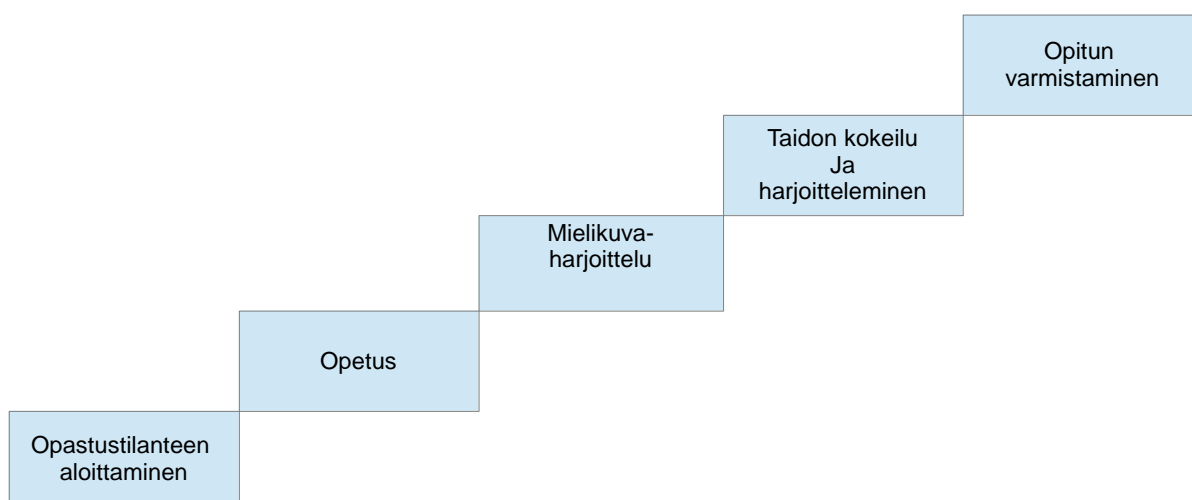 Opitun
varmistaminen
Taidon kokeilu
Ja
harjoitteleminen
Mielikuva-
harjoittelu
Opetus
Opastustilanteen
aloittaminen